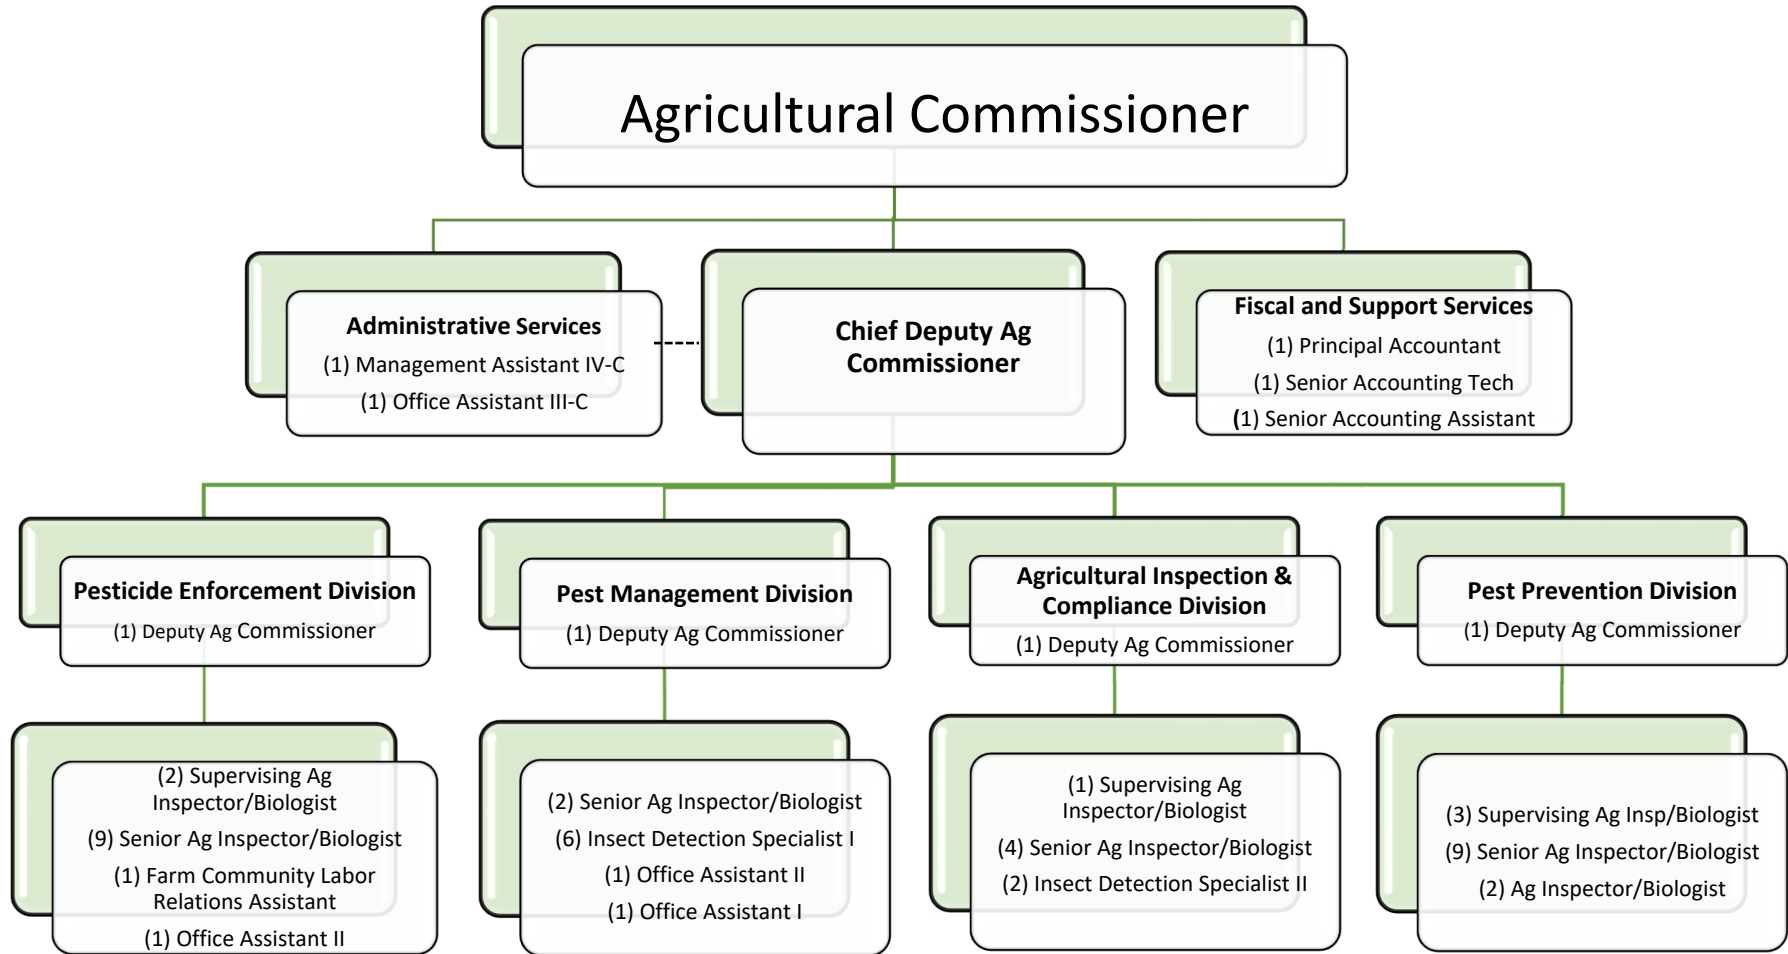 Agricultural Commissioner
Administrative Services
(1) Management Assistant IV-C
(1) Office Assistant III-C
Chief Deputy Ag
Commissioner
Fiscal and Support Services
(1) Principal Accountant
(1) Senior Accounting Tech
(1) Senior Accounting Assistant
Pesticide Enforcement Division
(1) Deputy Ag Commissioner
Pest Management Division
(1) Deputy Ag Commissioner
Agricultural Inspection &
Compliance Division
(1) Deputy Ag Commissioner
Pest Prevention Division
(1) Deputy Ag Commissioner
(2) Supervising Ag
Inspector/Biologist
(9) Senior Ag Inspector/Biologist
(1) Farm Community Labor
Relations Assistant
(1) Office Assistant II
(2) Senior Ag Inspector/Biologist
(6) Insect Detection Specialist I
(1) Office Assistant II
(1) Office Assistant I
(1) Supervising Ag
Inspector/Biologist
(4) Senior Ag Inspector/Biologist
(2) Insect Detection Specialist II
(3) Supervising Ag Insp/Biologist
(9) Senior Ag Inspector/Biologist
(2) Ag Inspector/Biologist